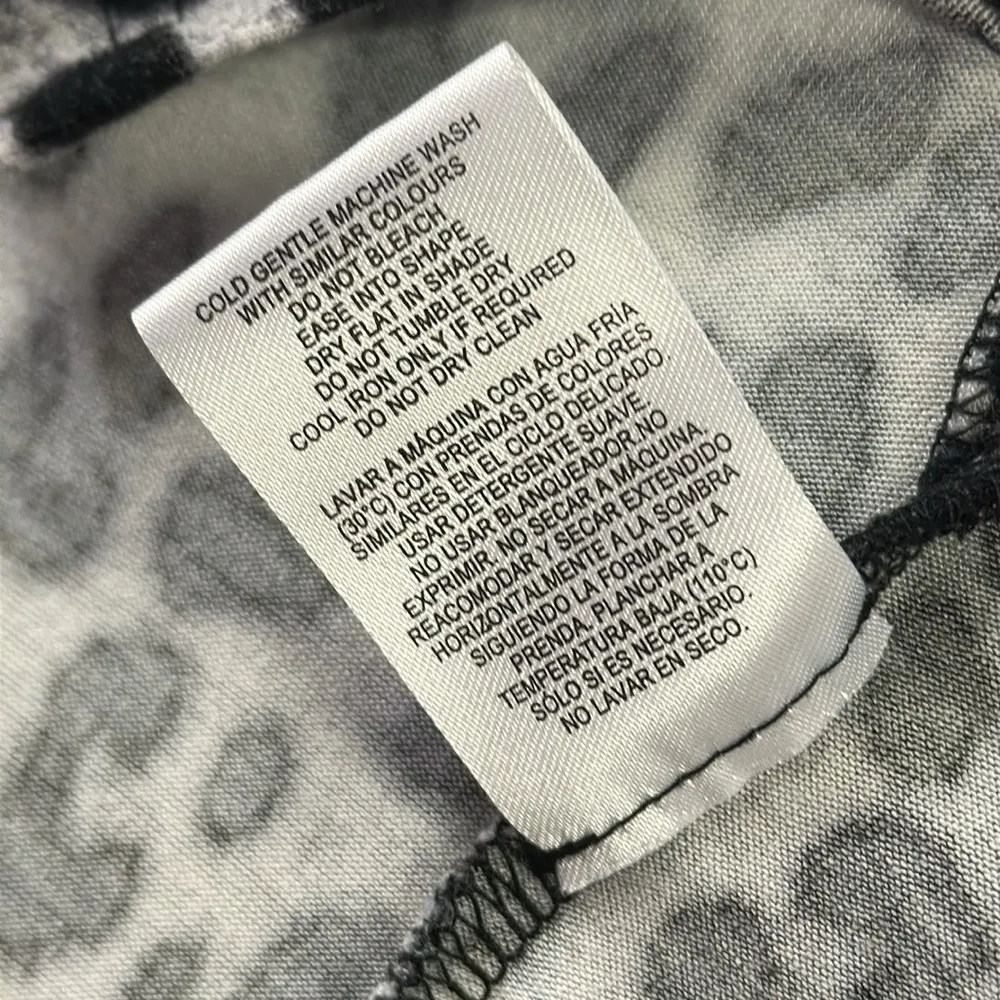 COLD GENTLE MACHINE WASH
WITH SIMILAR COLOURS
DO NOT BLEACH
EASE INTO SHAPE
DRY FLAT IN SHADE
DO NOT TUMBLE DRY
COOL IRON ONLY IF REQUIRED
DO NOT DRY CLEAN
LAVAR A MÁQUINA CON AGUA FRÍA
(30°C) CON PRENDAS DE COLORES
SIMILARES EN EL CICLO DELICADO.
USAR DETERGENTE SUAVE.
NO USAR BLANQUEADOR.NO
EXPRIMIR. NO SECAR A MÁQUINA.
REACOMODAR Y SECAR EXTENDIDO
HORIZONTALMENTE A LA SOMBRA
SIGUIENDO LA FORMA DE LA
PRENDA. PLANCHAR A
TEMPERATURA BAJA (110°C)
SÓLO SI ES NECESARIO.
NO LAVAR EN SECO.